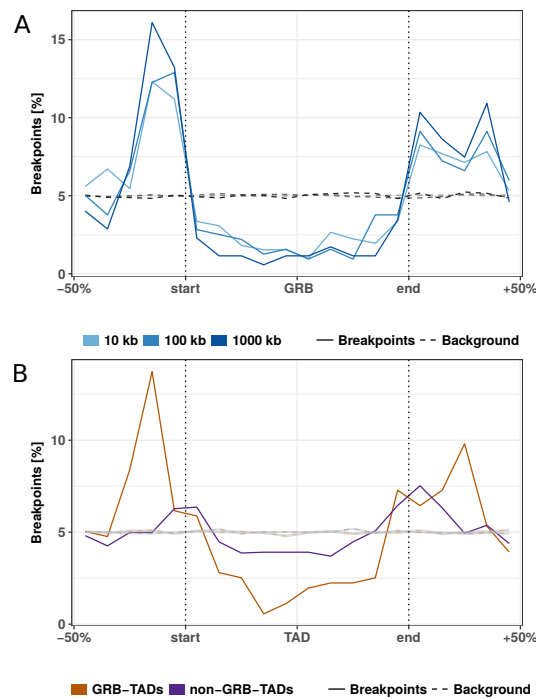 A
Breakpoints [%]
15
10
5
0
−50% start GRB end +50%
10 kb 100 kb 1000 kb Breakpoints Background
B
Breakpoints [%]
10
5
0
−50% start TAD end +50%
GRB−TADs non−GRB−TADs Breakpoints Background